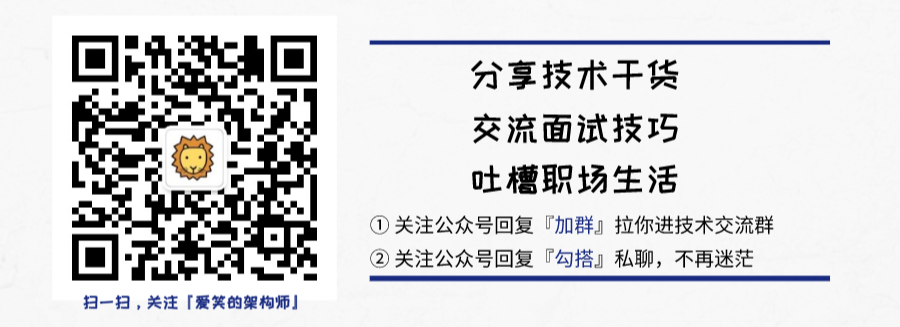 分享技术干货
交流面试技巧
吐槽职场生活
① 关注公众号回复『加群』拉你进技术交流群
② 关注公众号回复『勾搭』私聊，不再迷茫
扫一扫，关注『爱笑的架构师』